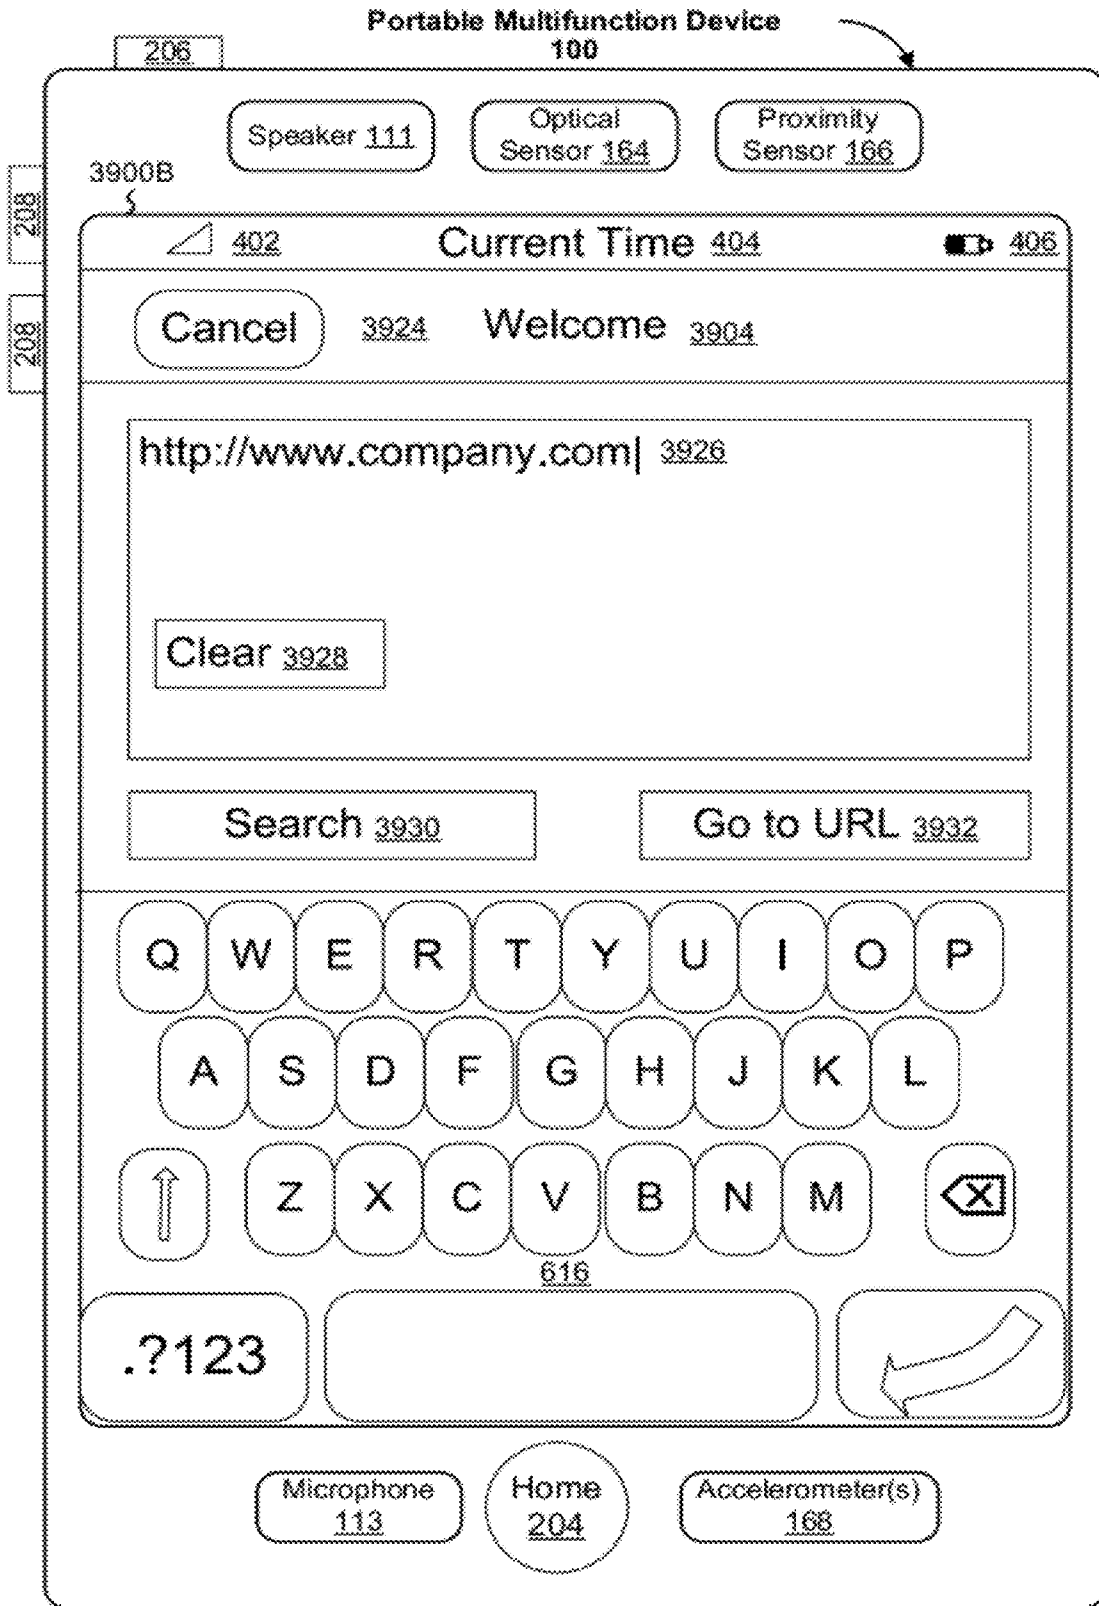 Portable Multifunction Device
100
206
Speaker 111
Optical
Sensor 164
Proximity
Sensor 166
3900B
208
208
402
Current Time 404
406
Cancel 3924
Welcome 3904
http://www.company.com| 3926
Clear 3928
Search 3930
Go to URL 3932
Q W E R T Y U I O P
A S D F G H J K L
Z X C V B N M
616
.?123
Microphone
113
Home
204
Accelerometer(s)
168